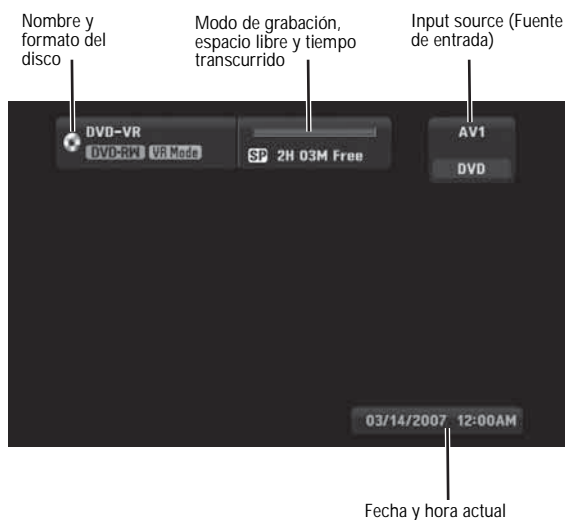 Nombre y
formato del
disco
Modo de grabación,
espacio libre y tiempo
transcurrido
Input source (Fuente
de entrada)
DVD-VR
DVD-RW VR Mode
SP 2H 03M Free
AV1
DVD
03/14/2007 12:00AM
Fecha y hora actual